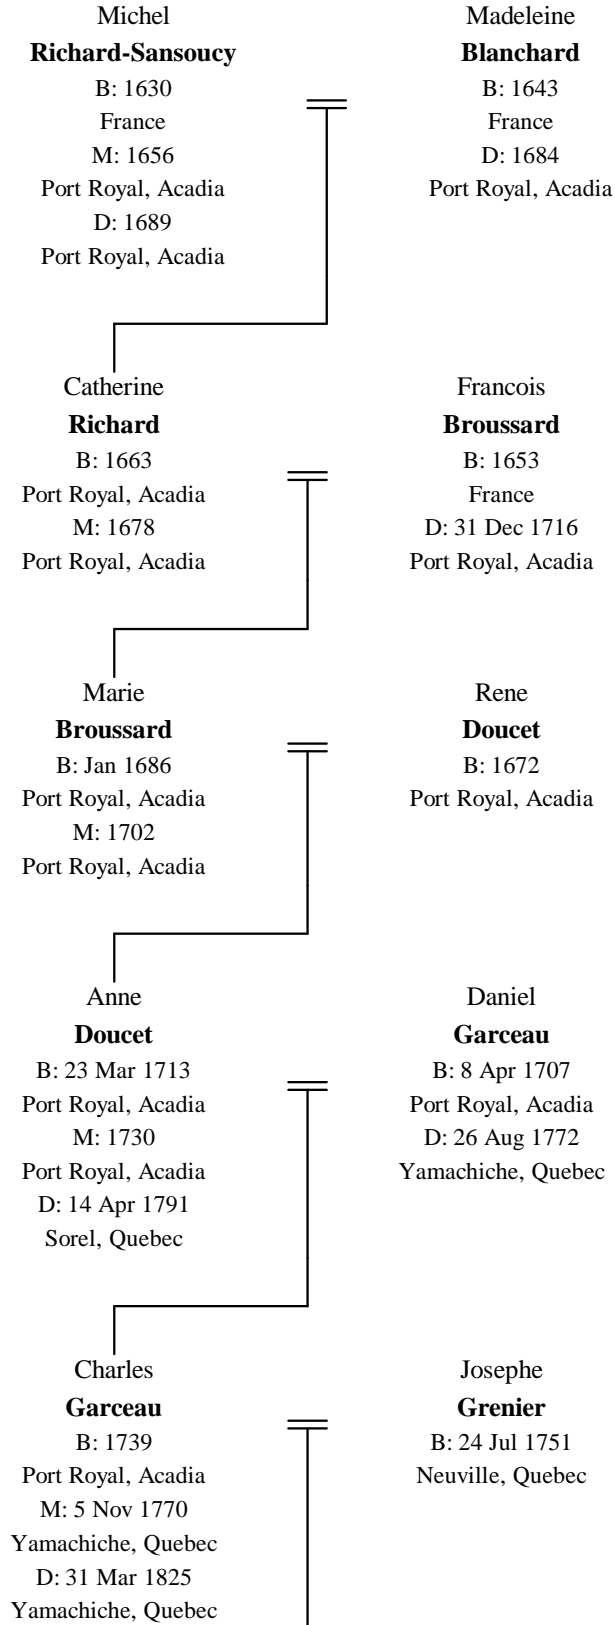 Michel
Richard-Sansoucy
B: 1630
France
M: 1656
Port Royal, Acadia
D: 1689
Port Royal, Acadia
Madeleine
Blanchard
B: 1643
France
D: 1684
Port Royal, Acadia
Catherine
Richard
B: 1663
Port Royal, Acadia
M: 1678
Port Royal, Acadia
Francois
Broussard
B: 1653
France
D: 31 Dec 1716
Port Royal, Acadia
Marie
Broussard
B: Jan 1686
Port Royal, Acadia
M: 1702
Port Royal, Acadia
Rene
Doucet
B: 1672
Port Royal, Acadia
Anne
Doucet
B: 23 Mar 1713
Port Royal, Acadia
M: 1730
Port Royal, Acadia
D: 14 Apr 1791
Sorel, Quebec
Daniel
Garceau
B: 8 Apr 1707
Port Royal, Acadia
D: 26 Aug 1772
Yamachiche, Quebec
Charles
Garceau
B: 1739
Port Royal, Acadia
M: 5 Nov 1770
Yamachiche, Quebec
D: 31 Mar 1825
Yamachiche, Quebec
Josephe
Grenier
B: 24 Jul 1751
Neuville, Quebec